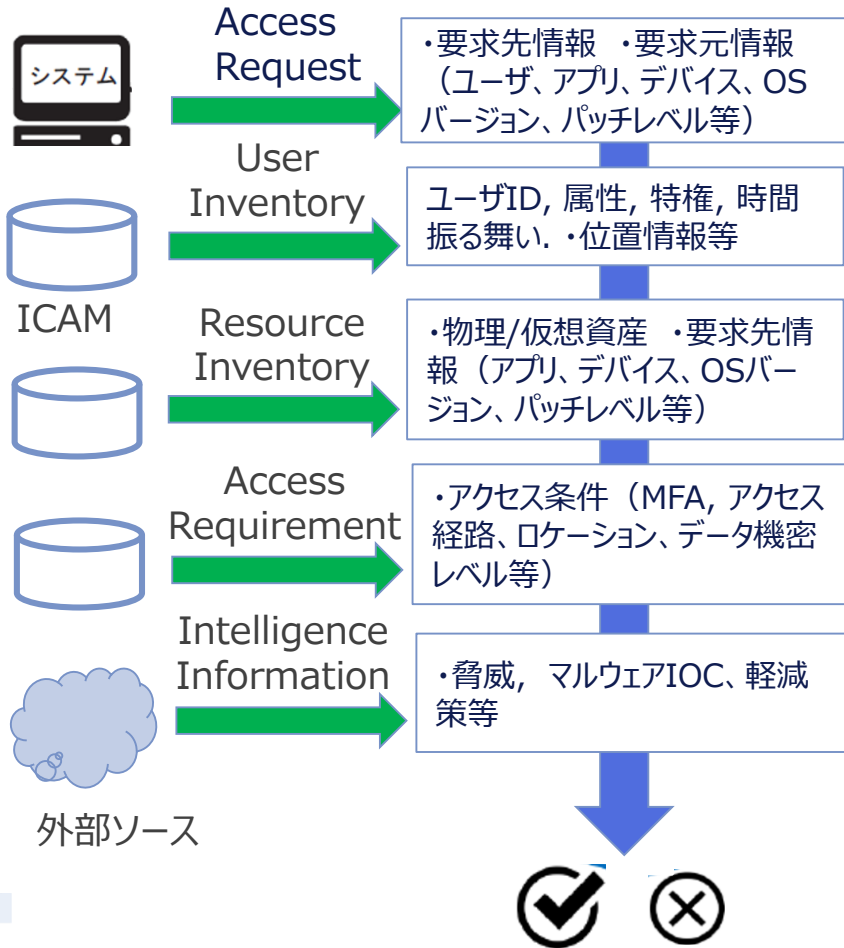 システム
Access
Request
・要求先情報 ・要求元情報
（ユーザ、アプリ、デバイス、OS
バージョン、パッチレベル等）
User
Inventory
ユーザID, 属性, 特権, 時間
振る舞い. ・位置情報等
ICAM
Resource
Inventory
・物理/仮想資産 ・要求先情
報（アプリ、デバイス、OSバー
ジョン、パッチレベル等）
Access
Requirement
・アクセス条件（MFA, アクセス
経路、ロケーション、データ機密
レベル等）
Intelligence
Information
・脅威, マルウェアIOC、軽減
策等
外部ソース